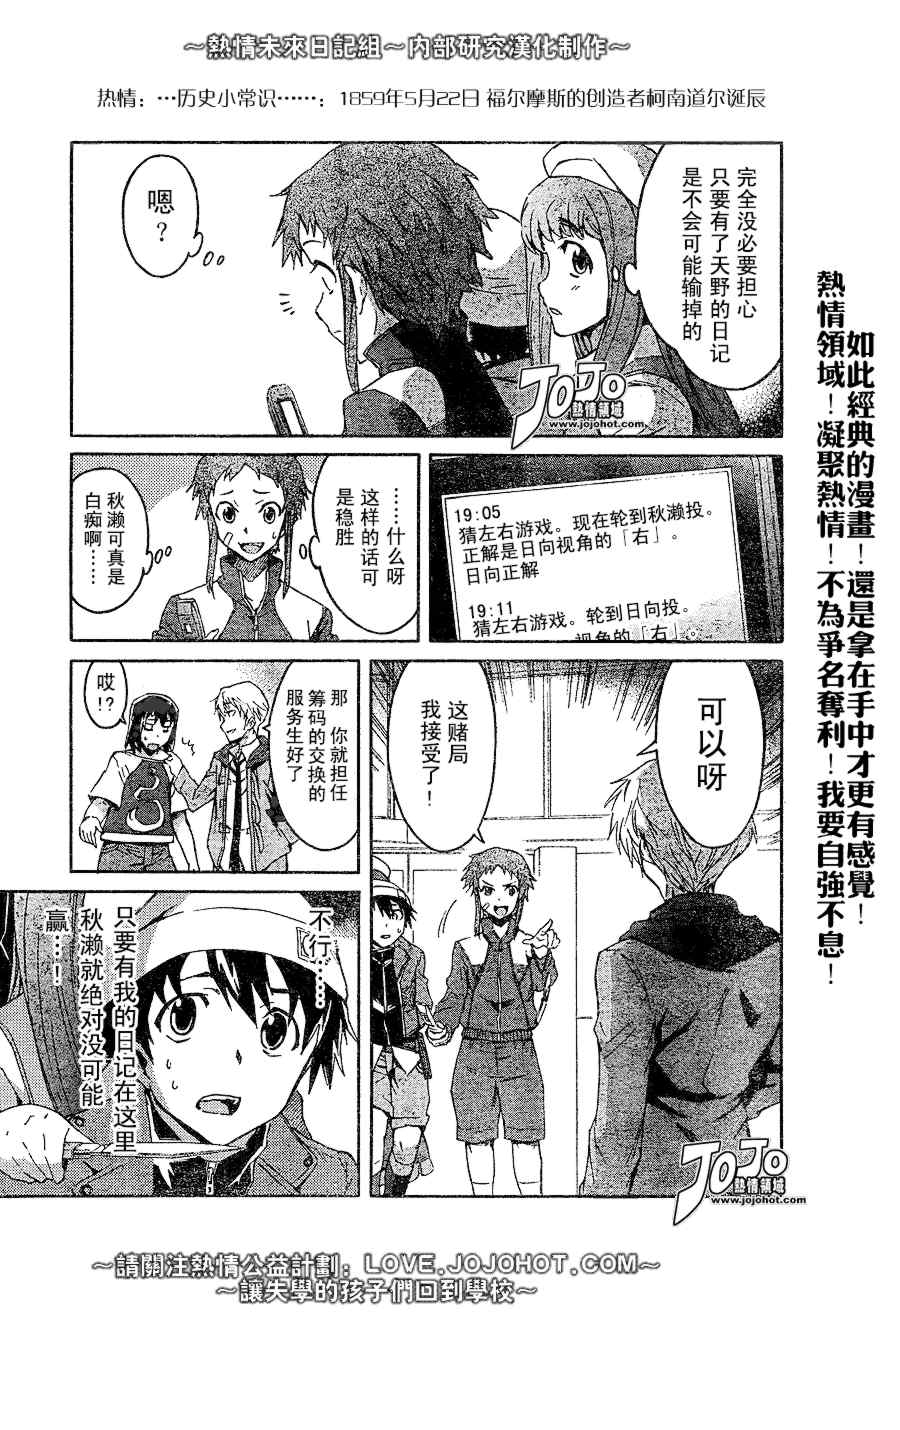 ～熱情未來日記組～内部研究漢化制作～
热情：…历史小常识……：1859年5月22日 福尔摩斯的创造者柯南道尔诞辰
完全没必要担心
只要有了天野的日记
是不会可能输掉的
嗯？
JOJO
熱情領域
www.jojohot.com
19:05
猜左右游戏。现在轮到秋濑投。
正解是日向视角的「右」。
日向正解
19:11
猜左右游戏。轮到日向投。
视角的「右」。
……什么呀
这样的话可
是稳胜
秋濑可真是
白痴啊……
可以呀
这赌局
我接受了！
那 你就担任
筹码的交换的
服务生好了
哎!?
不行……
只要有我的日记在这里
秋濑就绝对没可能
赢…！
JOJO
熱情領域
www.jojohot.com
如此經典的漫畫！還是拿在手中才更有感覺！
熱情領域！凝聚熱情！不為爭名奪利！我要自強不息！
～請關注熱情公益計劃：LOVE.JOJOHOT.COM～
～讓失學的孩子們回到學校～